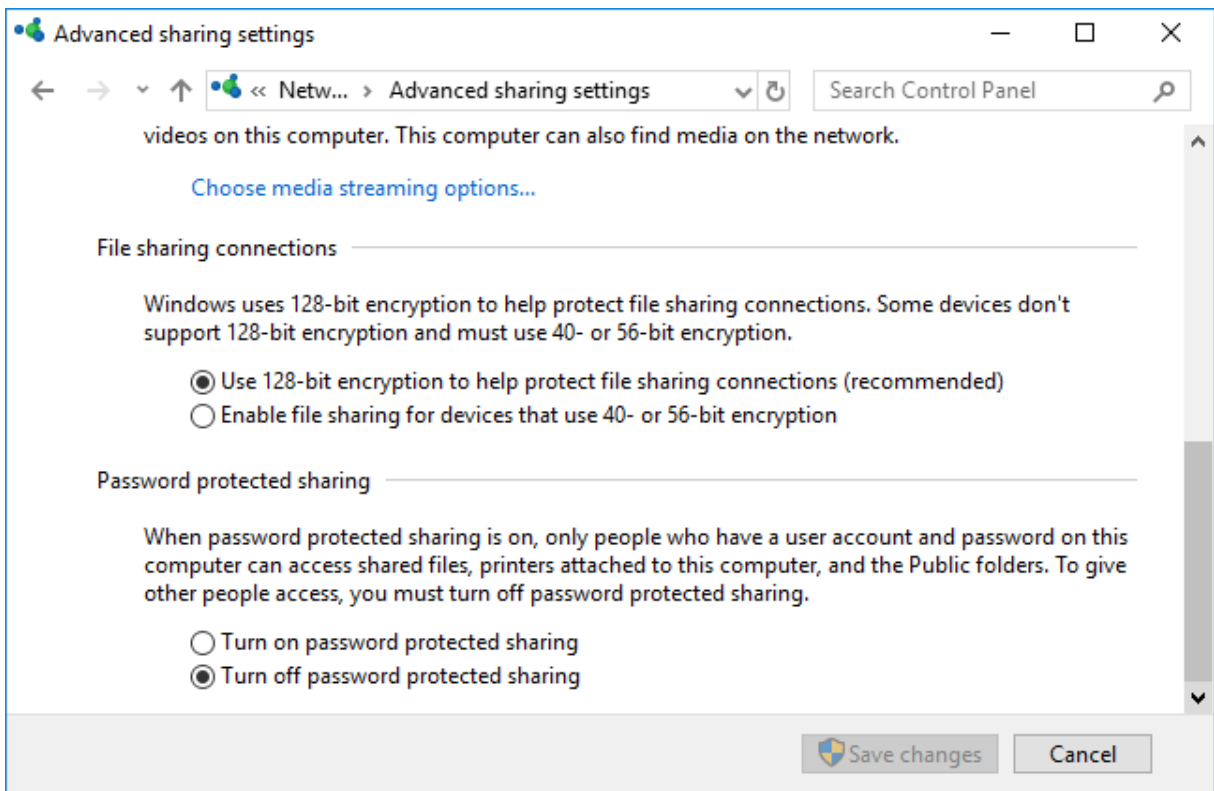 Advanced sharing settings
« Netw... › Advanced sharing settings
Search Control Panel
videos on this computer. This computer can also find media on the network.
Choose media streaming options...
File sharing connections
Windows uses 128-bit encryption to help protect file sharing connections. Some devices don't
support 128-bit encryption and must use 40- or 56-bit encryption.
Use 128-bit encryption to help protect file sharing connections (recommended)
Enable file sharing for devices that use 40- or 56-bit encryption
Password protected sharing
When password protected sharing is on, only people who have a user account and password on this
computer can access shared files, printers attached to this computer, and the Public folders. To give
other people access, you must turn off password protected sharing.
Turn on password protected sharing
Turn off password protected sharing
Save changes
Cancel